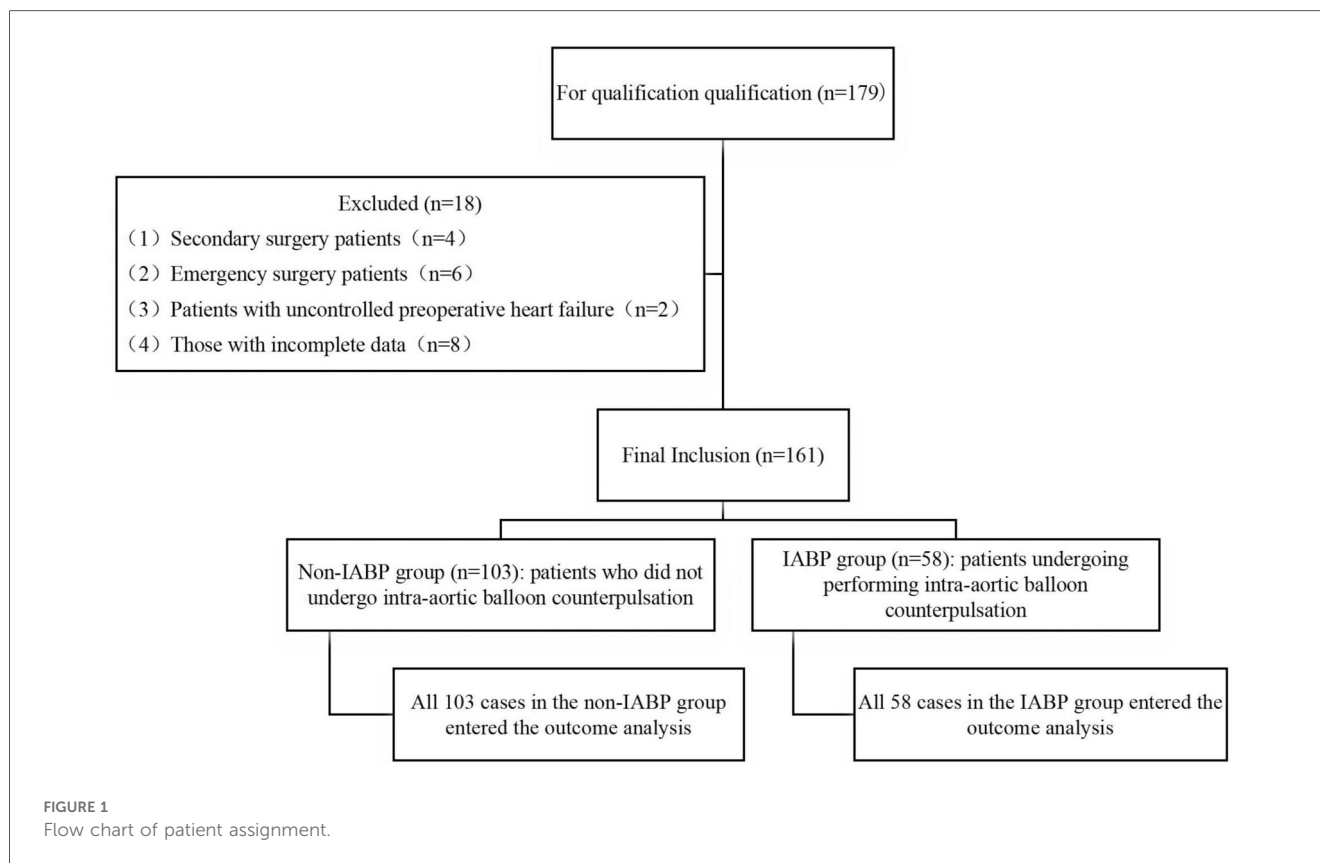 For qualification qualification (n=179)
Excluded (n=18)
（1）Secondary surgery patients（n=4）
（2）Emergency surgery patients（n=6）
（3）Patients with uncontrolled preoperative heart failure（n=2）
（4）Those with incomplete data（n=8）
Final Inclusion (n=161)
Non-IABP group (n=103): patients who did not
undergo intra-aortic balloon counterpulsation
IABP group (n=58): patients undergoing
performing intra-aortic balloon
counterpulsation
All 103 cases in the non-IABP group
entered the outcome analysis
All 58 cases in the IABP group entered the
outcome analysis
FIGURE 1
Flow chart of patient assignment.